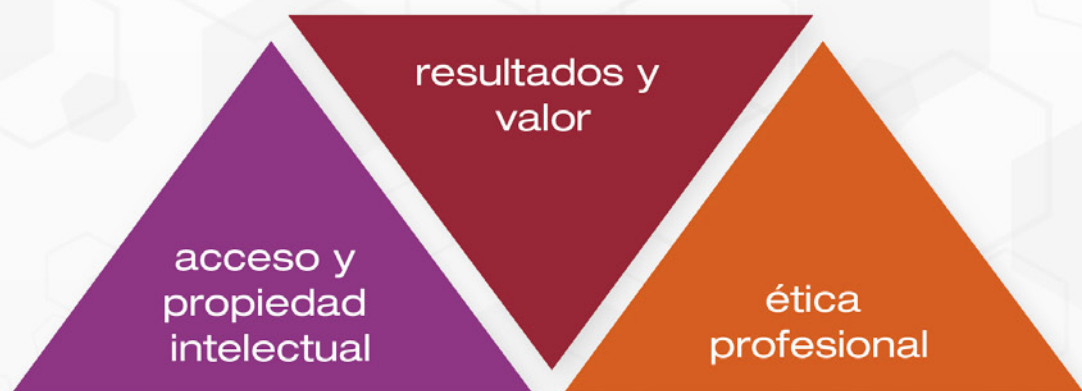 resultados y
valor
acceso y
propiedad
intelectual
ética
profesional